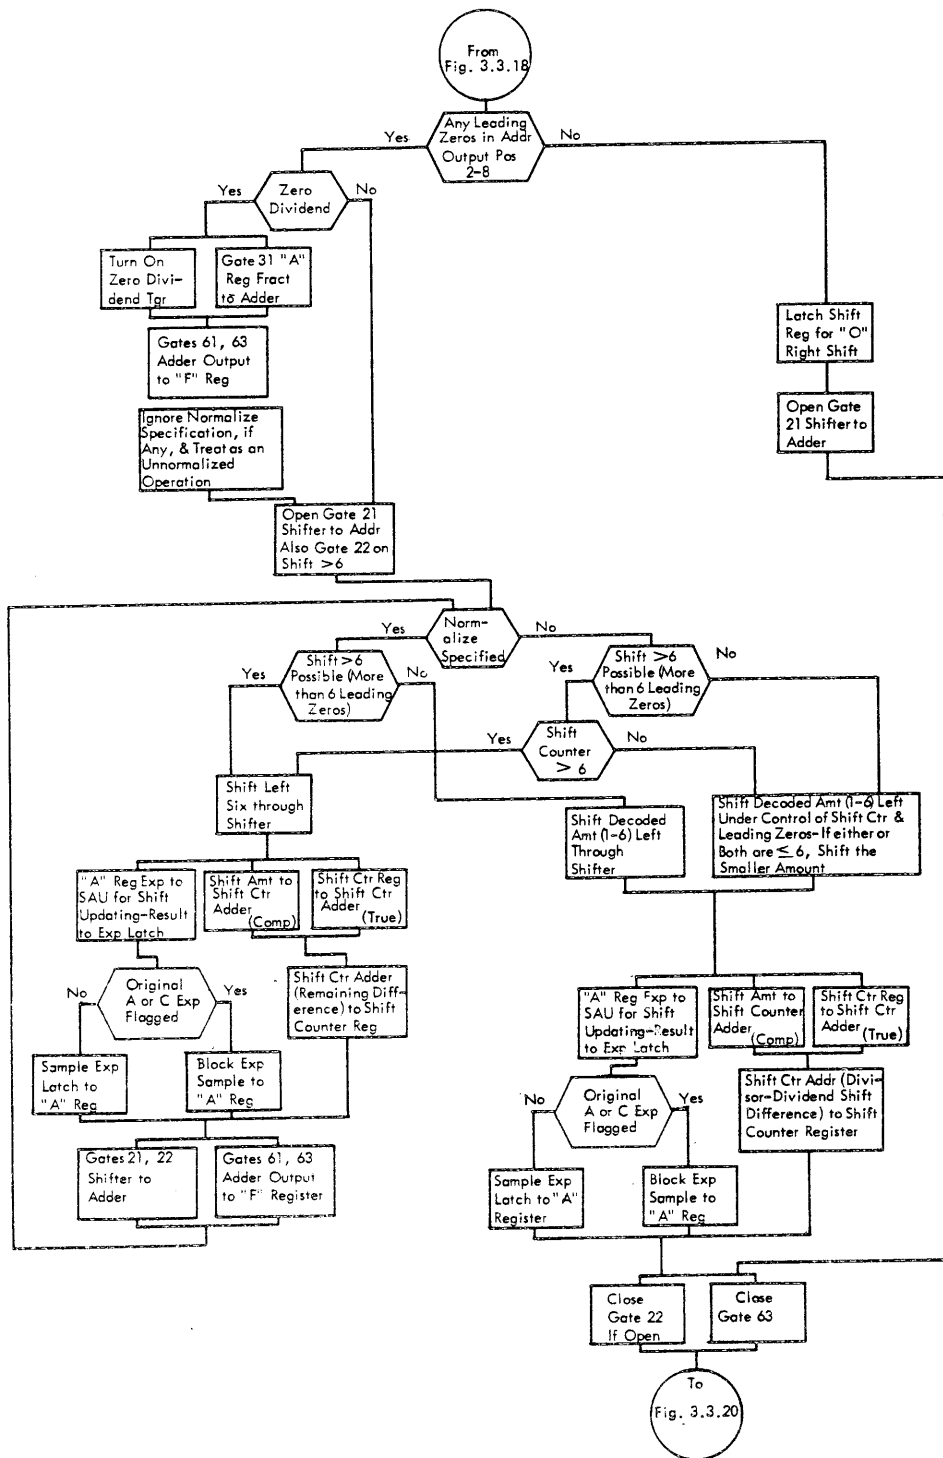 From
Fig. 3.3.18
Any Leading
Zeros in Addr
Output Pos
2-8
Yes
No
Zero
Dividend
Yes
No
Turn On
Zero Divi-
dend Tgr
Gate 31 "A"
Reg Fract
to Adder
Gates 61, 63
Adder Output
to "F" Reg
Ignore Normalize
Specification, if
Any, & Treat as an
Unnormalized
Operation
Latch Shift
Reg for "O"
Right Shift
Open Gate
21 Shifter to
Adder
Open Gate 21
Shifter to Addr
Also Gate 22 on
Shift >6
Norm-
alize
Specified
Yes
No
Shift >6
Possible (More
than 6 Leading
Zeros)
Yes
No
Shift >6
Possible (More
than 6 Leading
Zeros)
Yes
No
Shift
Counter
> 6
Yes
No
Shift Left
Six through
Shifter
Shift Decoded
Amt (1-6) Left
Through
Shifter
Shift Decoded Amt (1-6) Left
Under Control of Shift Ctr &
Leading Zeros-If either or
Both are ≤ 6, Shift the
Smaller Amount
"A" Reg Exp to
SAU for Shift
Updating-Result
to Exp Latch
Shift Amt to
Shift Ctr
Adder
(Comp)
Shift Ctr Reg
to Shift Ctr
Adder
(True)
Original
A or C Exp
Flagged
No
Yes
Shift Ctr Adder
(Remaining Diff-
erence) to Shift
Counter Reg
Sample Exp
Latch to
"A" Reg
Block Exp
Sample to
"A" Reg
Gates 21, 22
Shifter to
Adder
Gates 61, 63
Adder Output
to "F" Register
"A" Reg Exp to
SAU for Shift
Updating-Result
to Exp Latch
Shift Amt to
Shift Counter
Adder
(Comp)
Shift Ctr Reg
to Shift Ctr
Adder
(True)
Original
A or C Exp
Flagged
No
Yes
Shift Ctr Addr (Divi-
sor-Dividend Shift
Difference) to Shift
Counter Register
Sample Exp
Latch to "A"
Register
Block Exp
Sample to
"A" Reg
Close
Gate 22
If Open
Close
Gate 63
To
Fig. 3.3.20